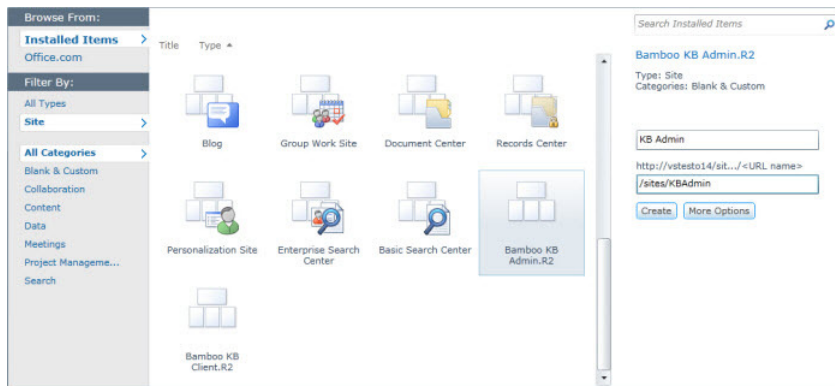 Browse From:
Installed Items
Office.com
Filter By:
All Types
Site
All Categories
Blank & Custom
Collaboration
Content
Data
Meetings
Project Manageme...
Search
Title Type
Blog
Group Work Site
Document Center
Records Center
Personalization Site
Enterprise Search
Center
Basic Search Center
Bamboo KB
Admin.R2
Bamboo KB
Client.R2
Search Installed Items
Bamboo KB Admin.R2
Type: Site
Categories: Blank & Custom
KB Admin
http://vstesto14/sit.../<URL name>
/sites/KBAdmin
Create More Options